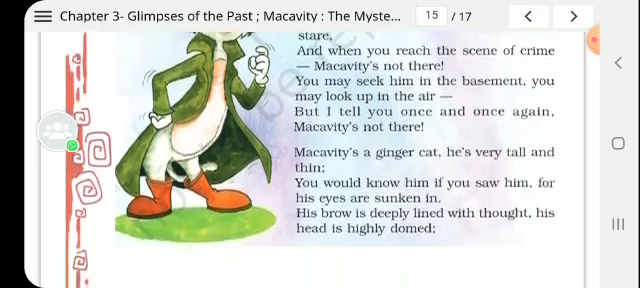 Chapter 3- Glimpses of the Past ; Macavity : The Myste...
15 / 17
stare,
And when you reach the scene of crime
— Macavity's not there!
You may seek him in the basement, you
may look up in the air —
But I tell you once and once again,
Macavity's not there!
Macavity's a ginger cat, he's very tall and
thin;
You would know him if you saw him, for
his eyes are sunken in.
His brow is deeply lined with thought, his
head is highly domed;